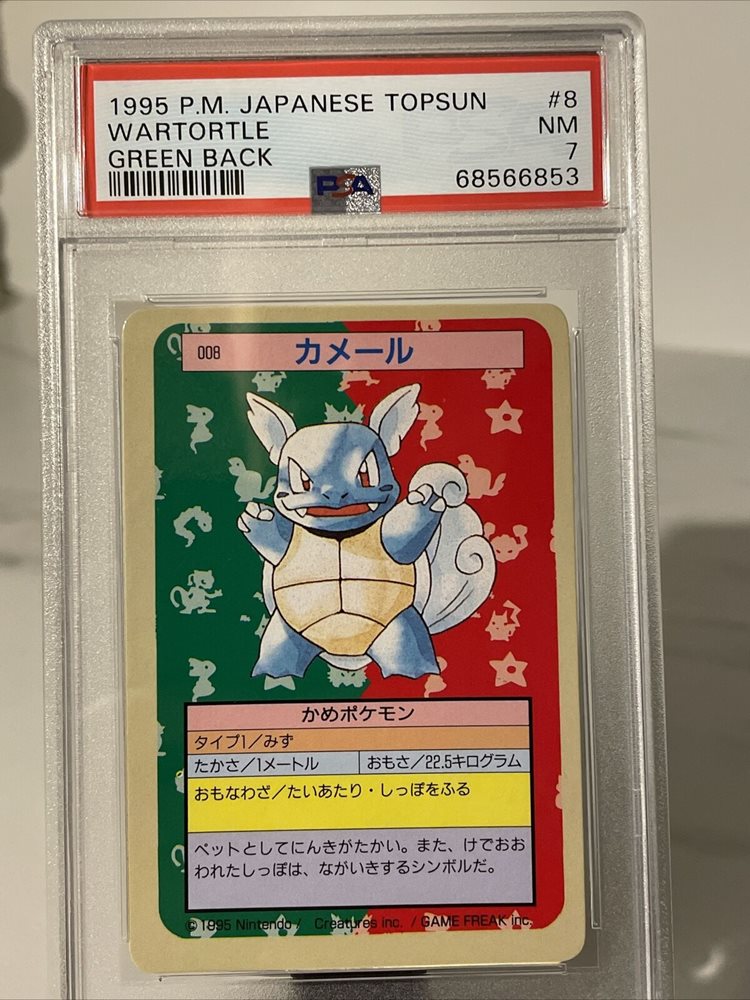 1995 P.M. JAPANESE TOPSUN #8
WARTORTLE NM
GREEN BACK 7
PSA 68566853
008 カメール
かめポケモン
タイプ1/みず
たかさ/1メートル おもさ/22.5キログラム
おもなわざ/たいあたり・しっぽをふる
ペットとしてにんきがたかい。また、けでおお
われたしっぽは、ながいきするシンボルだ。
© 1995 Nintendo / Creatures inc. / GAME FREAK inc.